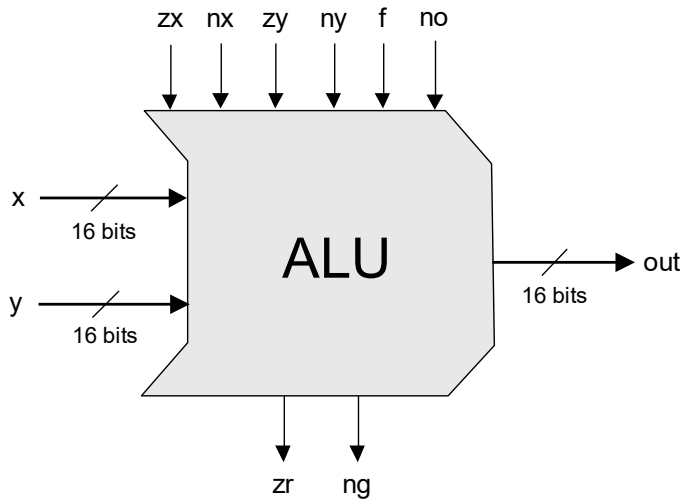 zx nx zy ny f no
x
16 bits
ALU
out
16 bits
y
16 bits
zr ng